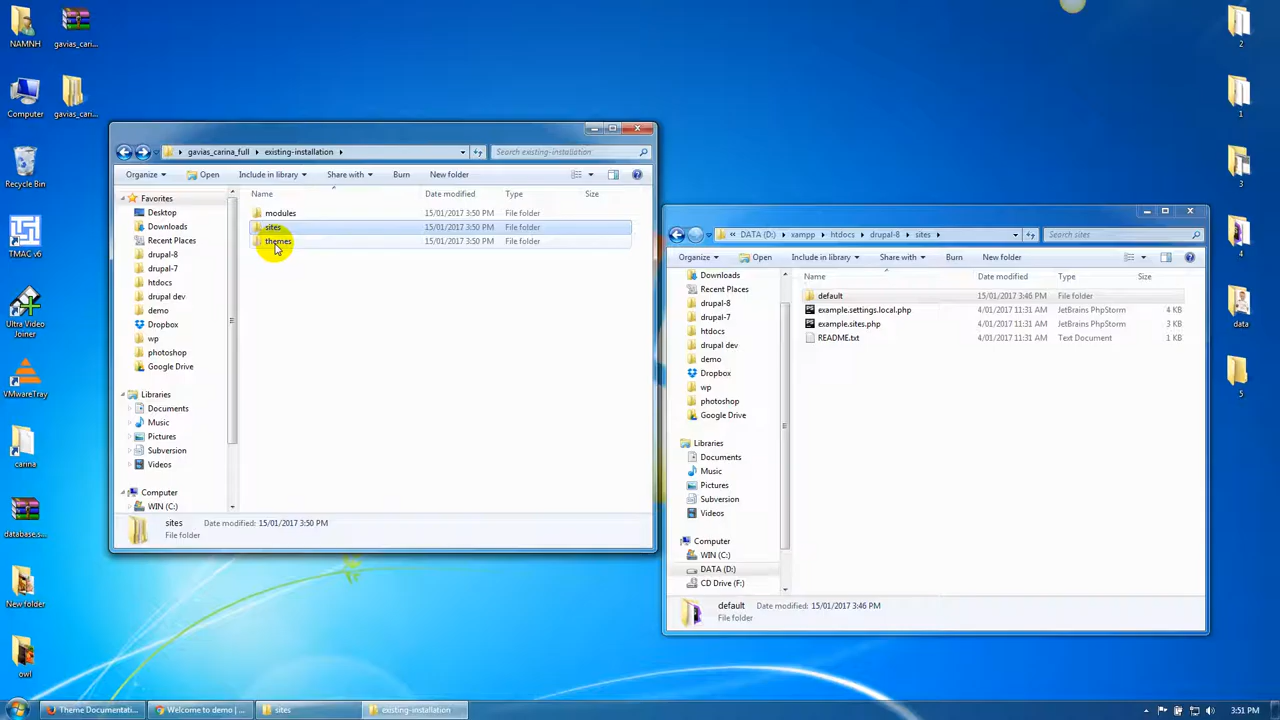 NAMNH
gavias_cari...
Computer
gavias_cari...
Recycle Bin
TMAC v6
Ultra Video
Joiner
VMwareTray
carina
database.s...
New folder
owl
2
1
3
4
data
5
gavias_carina_full
existing-installation
Search existing-installation
Organize
Open
Include in library
Share with
Burn
New folder
Favorites
Desktop
Downloads
Recent Places
drupal-8
drupal-7
htdocs
drupal dev
demo
Dropbox
wp
photoshop
Google Drive
Libraries
Documents
Music
Pictures
Subversion
Videos
Computer
WIN (C:)
Name
Date modified
Type
Size
modules
15/01/2017 3:50 PM
File folder
sites
15/01/2017 3:50 PM
File folder
themes
15/01/2017 3:50 PM
File folder
sites
Date modified: 15/01/2017 3:50 PM
File folder
« DATA (D:)
xampp
htdocs
drupal-8
sites
Search sites
Organize
Open
Include in library
Share with
Burn
New folder
Downloads
Recent Places
drupal-8
drupal-7
htdocs
drupal dev
demo
Dropbox
wp
photoshop
Google Drive
Libraries
Documents
Music
Pictures
Subversion
Videos
Computer
WIN (C:)
DATA (D:)
CD Drive (F:)
Name
Date modified
Type
Size
default
15/01/2017 3:46 PM
File folder
example.settings.local.php
4/01/2017 11:31 AM
JetBrains PhpStorm
4 KB
example.sites.php
4/01/2017 11:31 AM
JetBrains PhpStorm
3 KB
README.txt
4/01/2017 11:31 AM
Text Document
1 KB
default
Date modified: 15/01/2017 3:46 PM
File folder
Theme Documentati...
Welcome to demo | ...
sites
existing-installation
3:51 PM